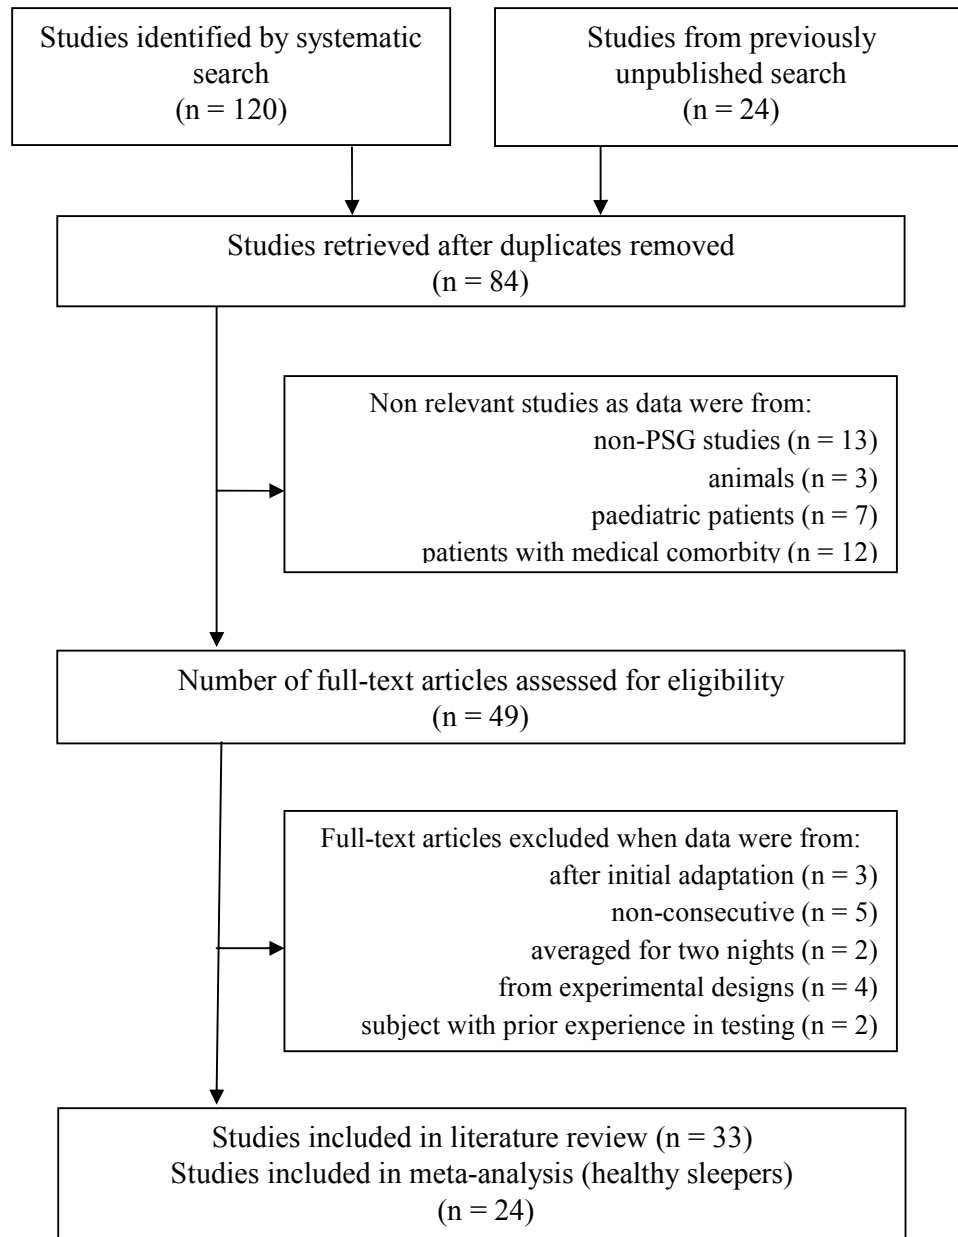 Studies identified by systematic
search
(n = 120)
Studies from previously
unpublished search
(n = 24)
Studies retrieved after duplicates removed
(n = 84)
Non relevant studies as data were from:
non-PSG studies (n = 13)
animals (n = 3)
paediatric patients (n = 7)
patients with medical comorbity (n = 12)
Number of full-text articles assessed for eligibility
(n = 49)
Full-text articles excluded when data were from:
after initial adaptation (n = 3)
non-consecutive (n = 5)
averaged for two nights (n = 2)
from experimental designs (n = 4)
subject with prior experience in testing (n = 2)
Studies included in literature review (n = 33)
Studies included in meta-analysis (healthy sleepers)
(n = 24)